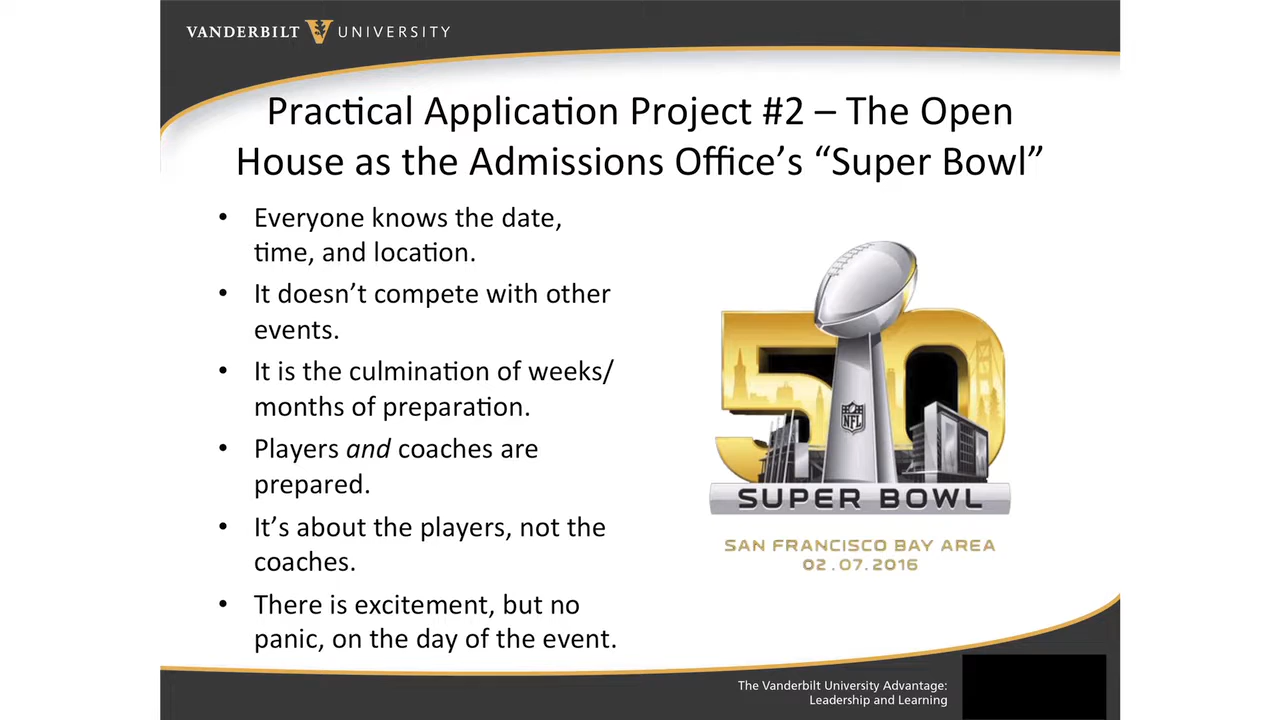 VANDERBILT UNIVERSITY
Practical Application Project #2 – The Open
House as the Admissions Office’s “Super Bowl”
• Everyone knows the date,
time, and location.
• It doesn’t compete with other
events.
• It is the culmination of weeks/
months of preparation.
• Players and coaches are
prepared.
• It’s about the players, not the
coaches.
• There is excitement, but no
panic, on the day of the event.
50
NFL
SUPER BOWL
SAN FRANCISCO BAY AREA
02.07.2016
The Vanderbilt University Advantage:
Leadership and Learning